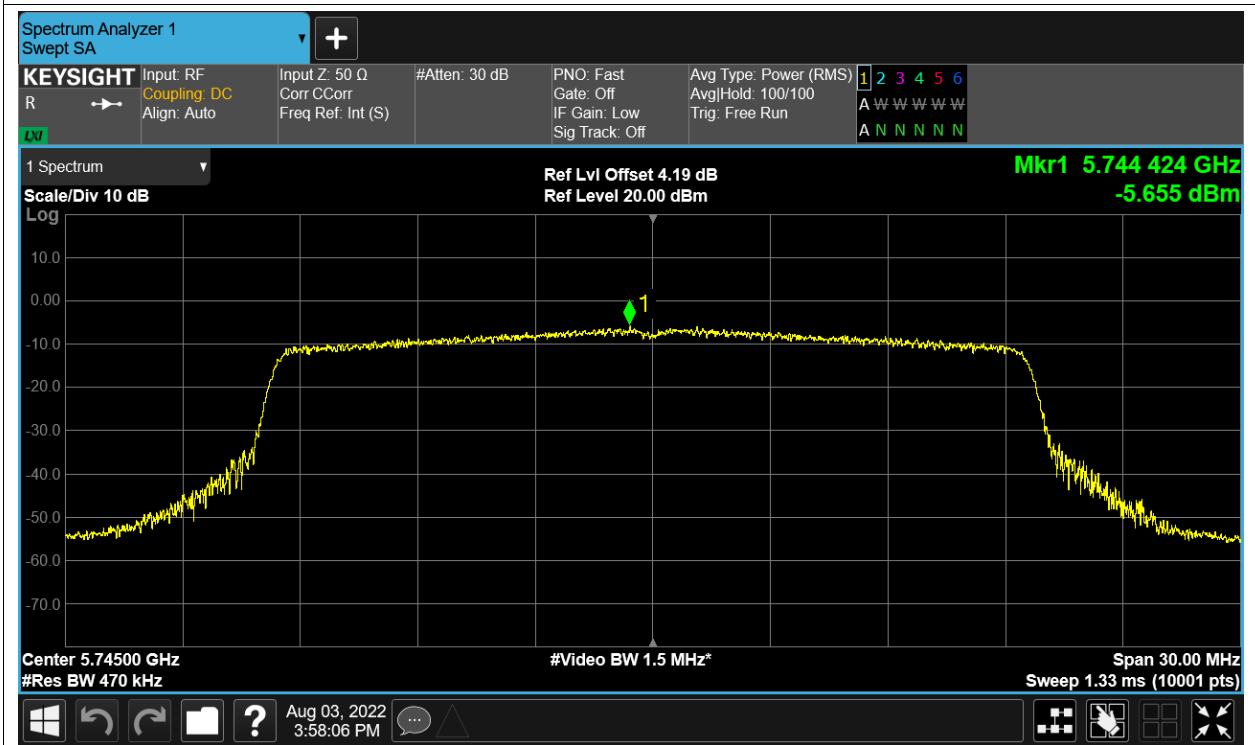 Spectrum Analyzer 1
Swept SA
+
KEYSIGHT
R
LXI
Input: RF
Coupling: DC
Align: Auto
Input Z: 50 Ω
Corr CCorr
Freq Ref: Int (S)
#Atten: 30 dB
PNO: Fast
Gate: Off
IF Gain: Low
Sig Track: Off
Avg Type: Power (RMS)
Avg|Hold: 100/100
Trig: Free Run
1 2 3 4 5 6
A W W W W W
A N N N N N
1 Spectrum
Scale/Div 10 dB
Log
Ref Lvl Offset 4.19 dB
Ref Level 20.00 dBm
Mkr1 5.744 424 GHz
-5.655 dBm
10.0
0.00
1
-10.0
-20.0
-30.0
-40.0
-50.0
-60.0
-70.0
Center 5.74500 GHz
#Res BW 470 kHz
#Video BW 1.5 MHz*
Span 30.00 MHz
Sweep 1.33 ms (10001 pts)
?
Aug 03, 2022
3:58:06 PM